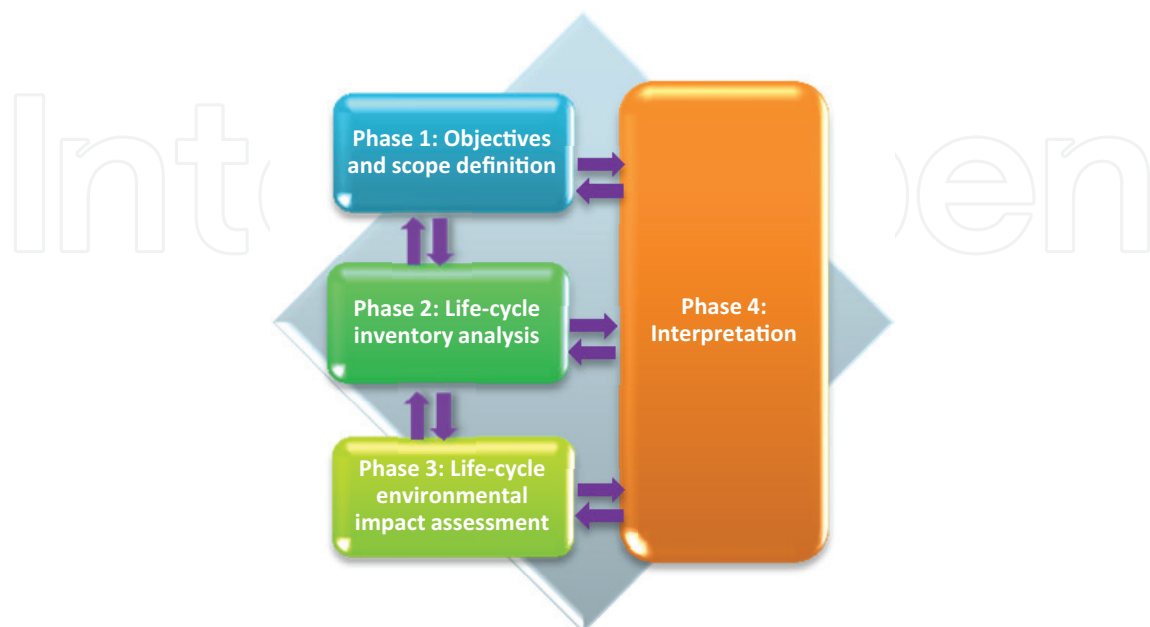 Phase 1: Objectives
and scope definition
Phase 2: Life-cycle
inventory analysis
Phase 3: Life-cycle
environmental
impact assessment
Phase 4:
Interpretation